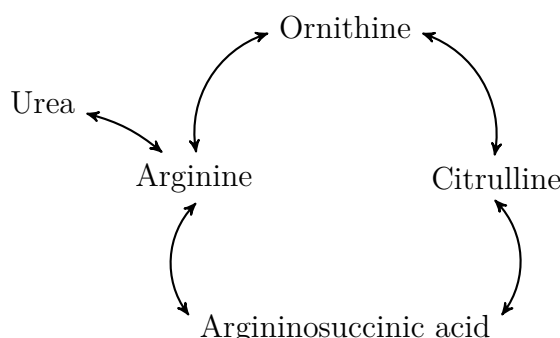 Ornithine
Urea
Arginine
Citrulline
Argininosuccinic acid